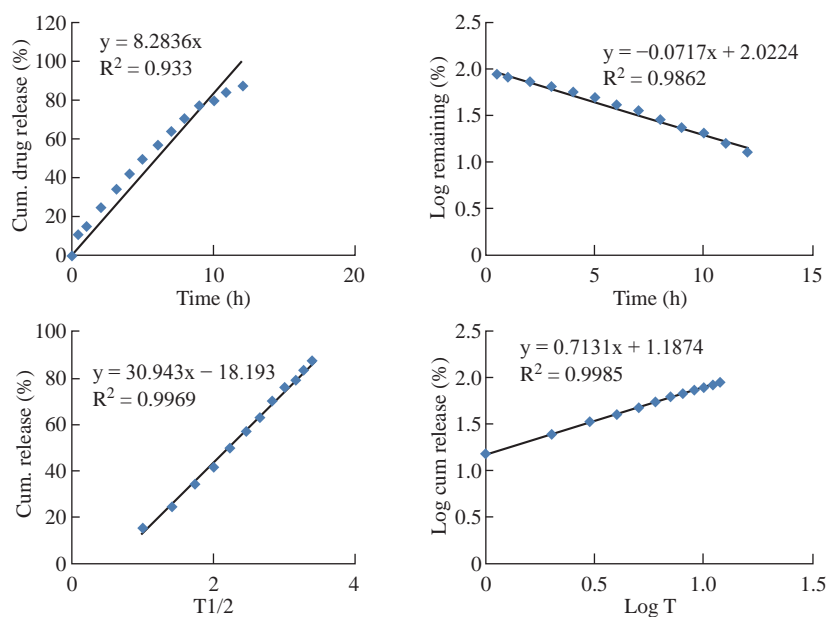 120
100
80
60
40
20
0
0
10
20
Cum. drug release (%)
Time (h)
y = 8.2836x
R² = 0.933
2.5
2.0
1.5
1.0
0.5
0
0
5
10
15
Log remaining (%)
Time (h)
y = −0.0717x + 2.0224
R² = 0.9862
100
80
60
40
20
0
0
2
4
Cum. release (%)
T1/2
y = 30.943x − 18.193
R² = 0.9969
2.5
2.0
1.5
1.0
0.5
0
0
0.5
1.0
1.5
Log cum release (%)
Log T
y = 0.7131x + 1.1874
R² = 0.9985